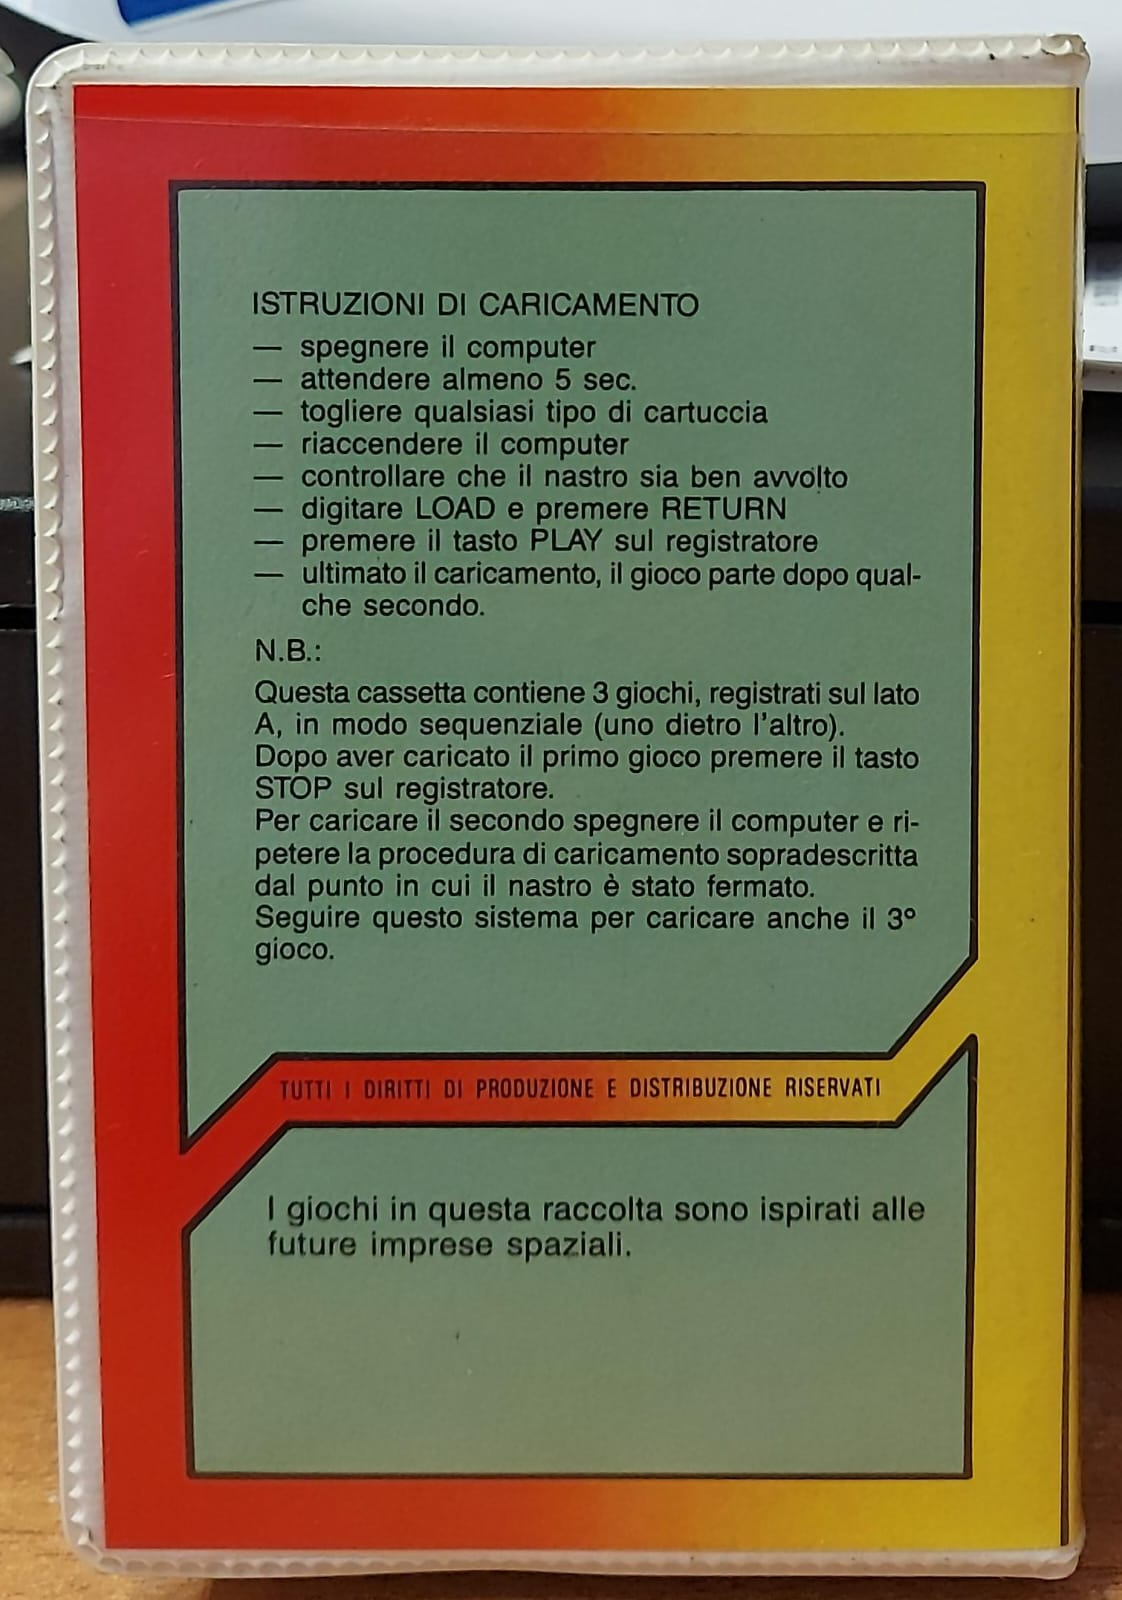 ISTRUZIONI DI CARICAMENTO
— spegnere il computer
— attendere almeno 5 sec.
— togliere qualsiasi tipo di cartuccia
— riaccendere il computer
— controllare che il nastro sia ben avvolto
— digitare LOAD e premere RETURN
— premere il tasto PLAY sul registratore
— ultimato il caricamento, il gioco parte dopo qual-
che secondo.
N.B.:
Questa cassetta contiene 3 giochi, registrati sul lato
A, in modo sequenziale (uno dietro l'altro).
Dopo aver caricato il primo gioco premere il tasto
STOP sul registratore.
Per caricare il secondo spegnere il computer e ri-
petere la procedura di caricamento sopradescritta
dal punto in cui il nastro è stato fermato.
Seguire questo sistema per caricare anche il 3°
gioco.
TUTTI I DIRITTI DI PRODUZIONE E DISTRIBUZIONE RISERVATI
I giochi in questa raccolta sono ispirati alle
future imprese spaziali.